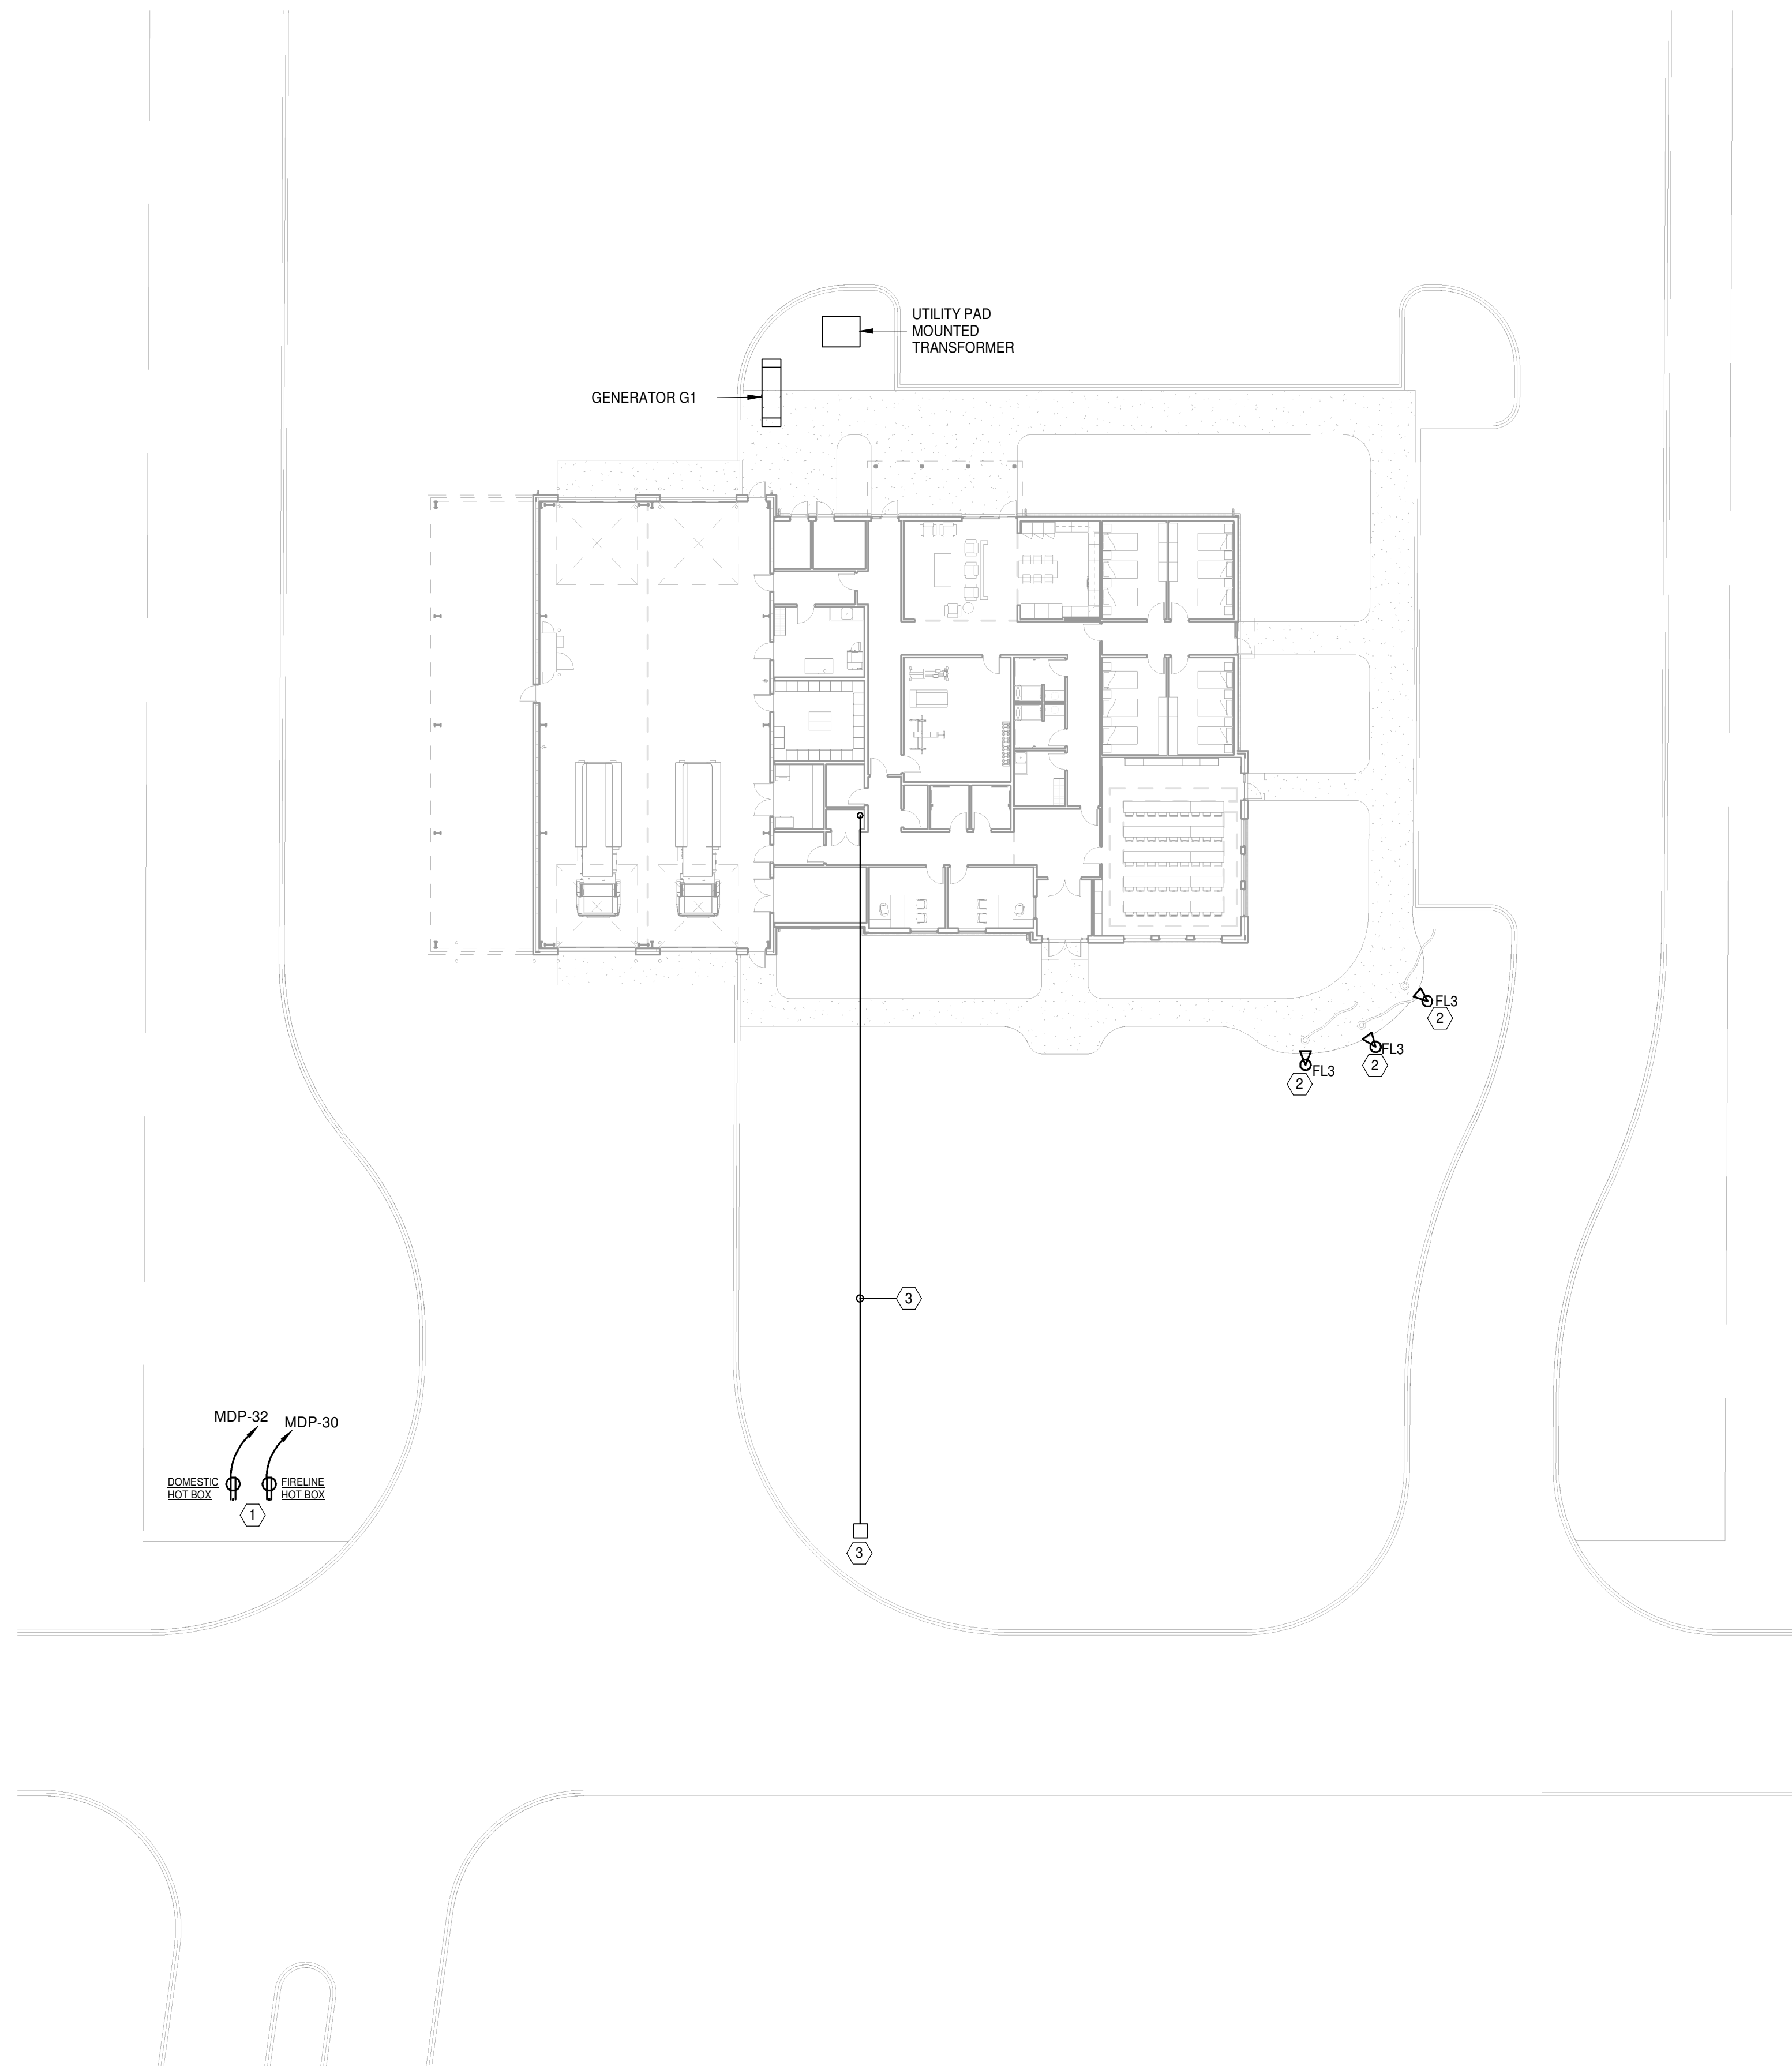 UTILITY PAD
MOUNTED
TRANSFORMER
GENERATOR G1
FL3
2
FL3
2
FL3
2
3
MDP-32
MDP-30
DOMESTIC
HOT BOX
FIRELINE
HOT BOX
1
3